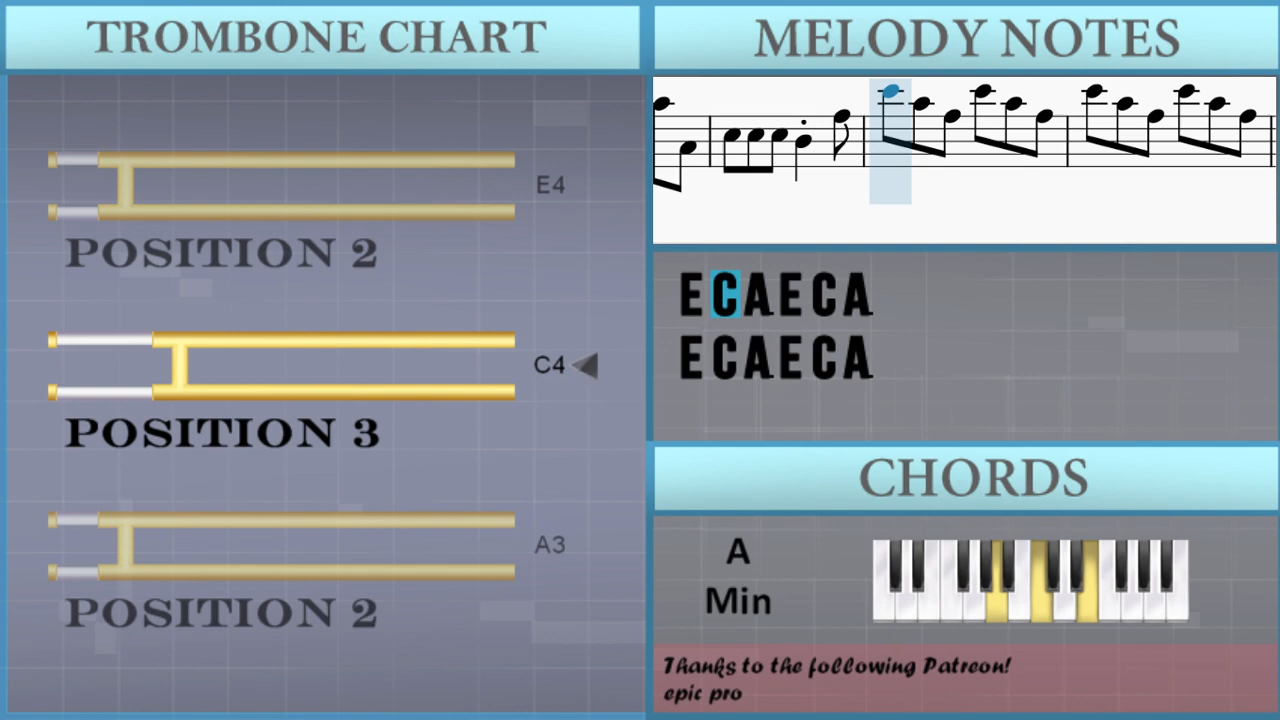 TROMBONE CHART
E4
POSITION 2
C4
POSITION 3
A3
POSITION 2
MELODY NOTES
ECAECA
ECAECA
CHORDS
A
Min
Thanks to the following Patreon!
epic pro